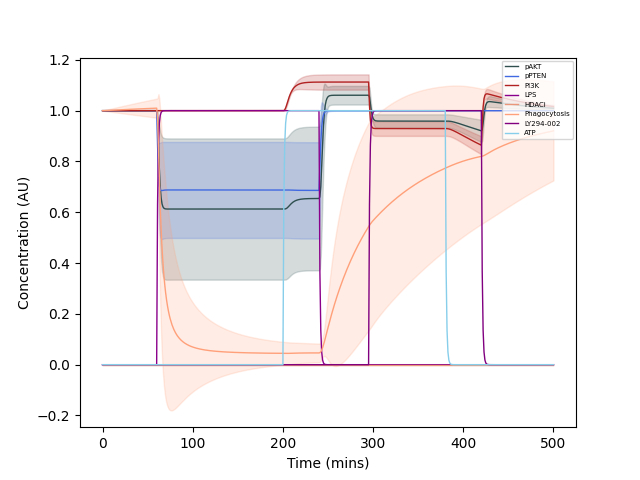 1.2
1.0
0.8
0.6
0.4
0.2
0.0
−0.2
Concentration (AU)
0
100
200
300
400
500
Time (mins)
pAKT
pPTEN
PI3K
LPS
HDACi
Phagocytosis
LY294-002
ATP